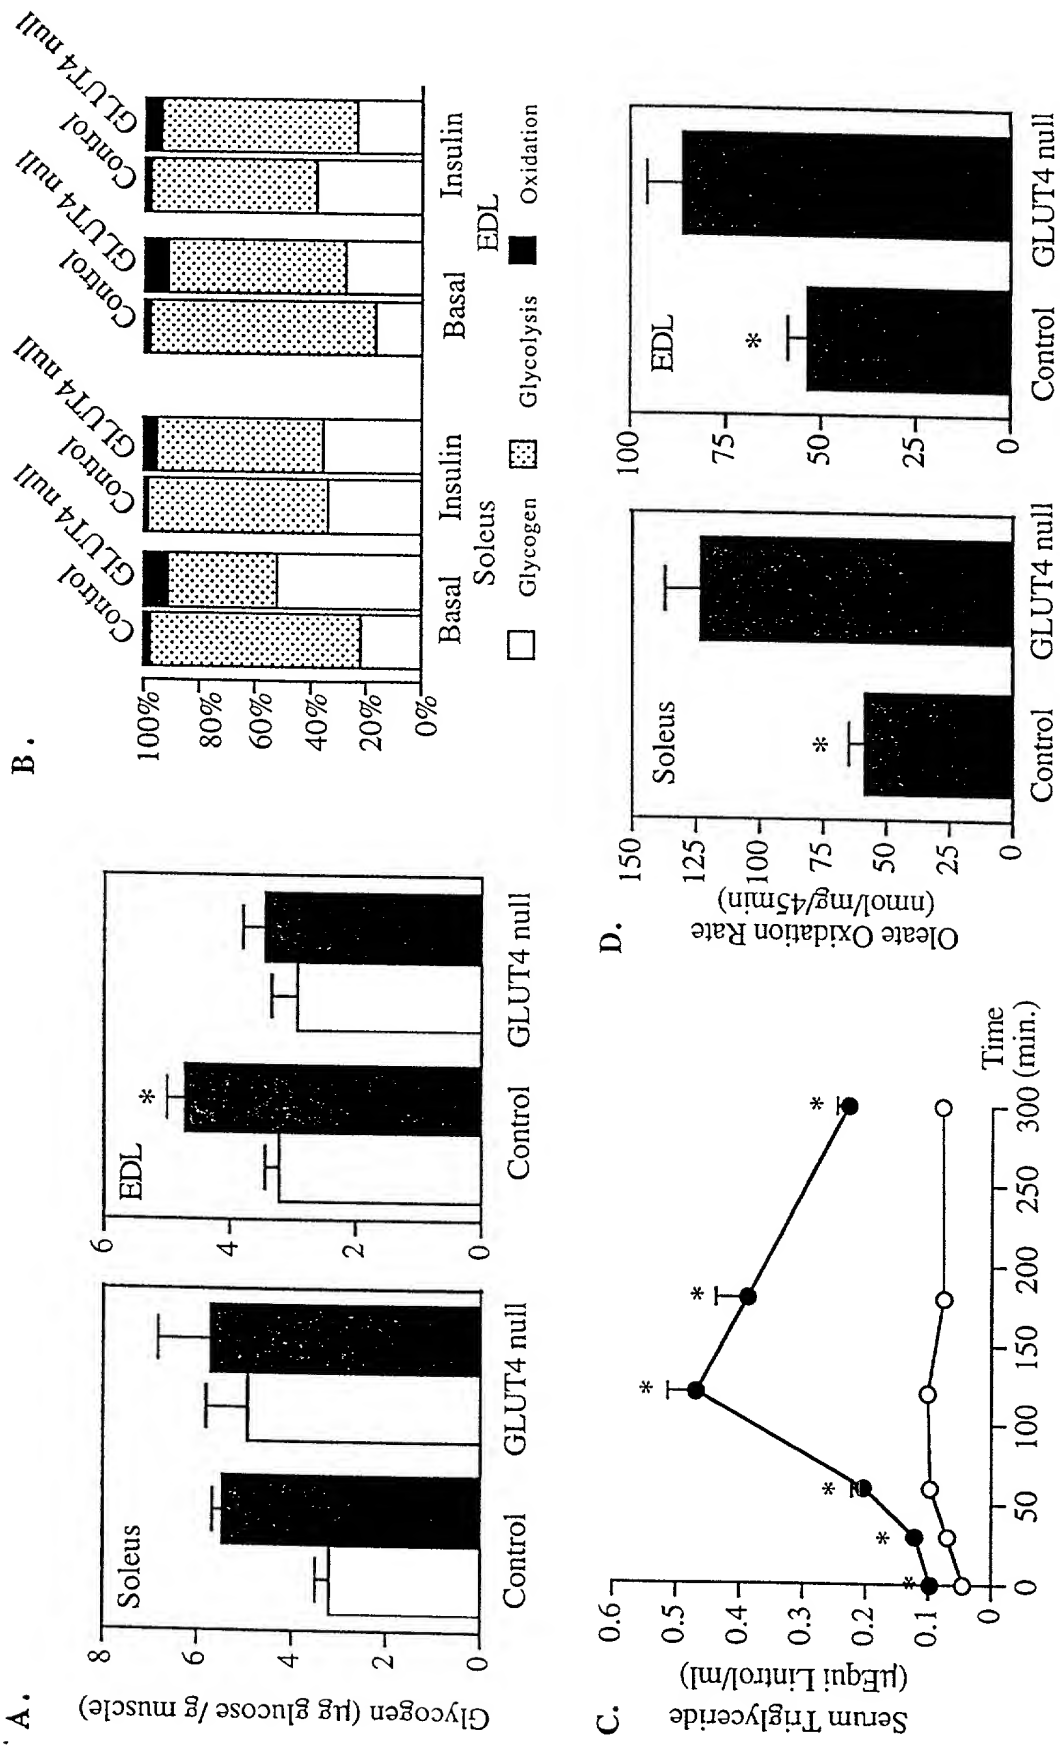 A.
Glycogen (µg glucose /g muscle)
8
6
4
2
0
Soleus
Control
GLUT4 null
6
4
2
0
EDL
*
Control
GLUT4 null
B.
100%
80%
60%
40%
20%
0%
Control
GLUT4 null
Control
GLUT4 null
Control
GLUT4 null
Control
GLUT4 null
Basal
Insulin
Basal
Insulin
Soleus
EDL
Glycogen
Glycolysis
Oxidation
C.
Serum Triglyceride
(µEqui Lintrol/ml)
0.6
0.5
0.4
0.3
0.2
0.1
0
*
*
*
*
*
*
0
50
100
150
200
250
300
Time
(min.)
D.
Oleate Oxidation Rate
(nmol/mg/45min)
150
125
100
75
50
25
0
Soleus
*
Control
GLUT4 null
100
75
50
25
0
EDL
*
Control
GLUT4 null